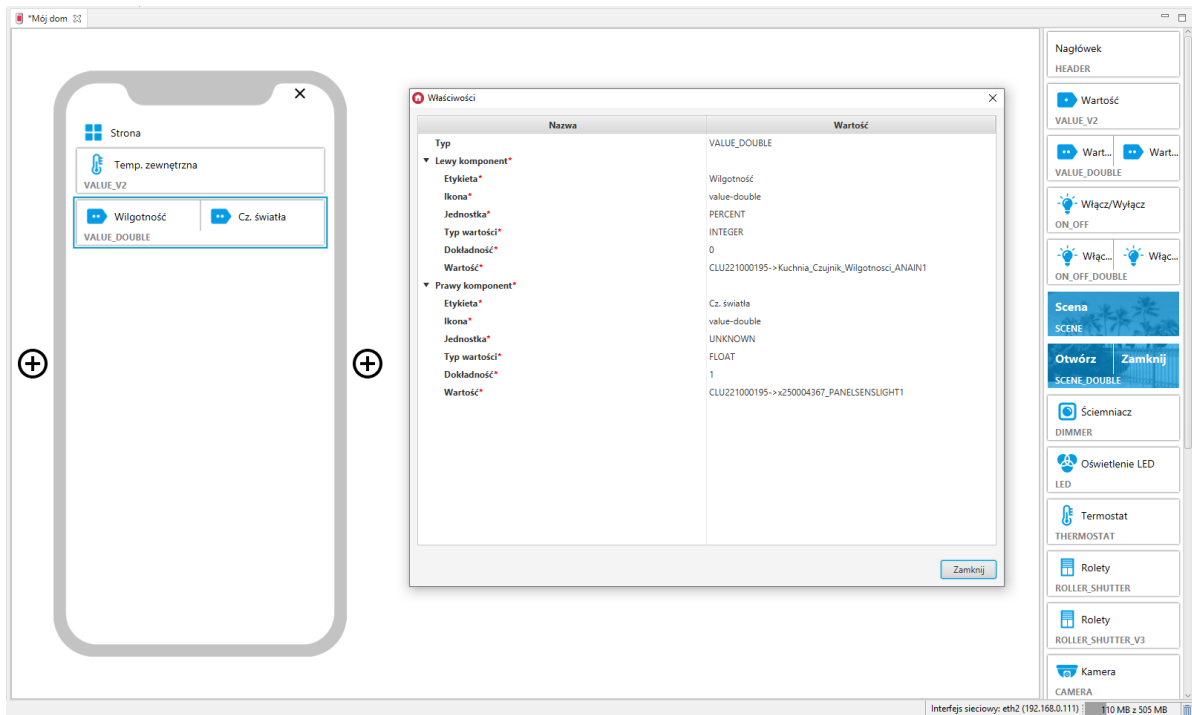 *Mój dom
Strona
Temp. zewnętrzna
VALUE_V2
Wilgotność Cz. światła
VALUE_DOUBLE
Właściwości
Nazwa Wartość
Typ VALUE_DOUBLE
Lewy komponent*
Etykieta* Wilgotność
Ikona* value-double
Jednostka* PERCENT
Typ wartości* INTEGER
Dokładność* 0
Wartość* CLU221000195->Kuchnia_Czujnik_Wilgotnosci_ANAIN1
Prawy komponent*
Etykieta* Cz. światła
Ikona* value-double
Jednostka* UNKNOWN
Typ wartości* FLOAT
Dokładność* 1
Wartość* CLU221000195->x250004367_PANELSENSLIGHT1
Zamknij
Nagłówek
HEADER
Wartość
VALUE_V2
Wart... Wart...
VALUE_DOUBLE
Włącz/Wyłącz
ON_OFF
Włąc... Włąc...
ON_OFF_DOUBLE
Scena
SCENE
Otwórz Zamknij
SCENE_DOUBLE
Ściemniacz
DIMMER
Oświetlenie LED
LED
Termostat
THERMOSTAT
Rolety
ROLLER_SHUTTER
Rolety
ROLLER_SHUTTER_V3
Kamera
CAMERA
Interfejs sieciowy: eth2 (192.168.0.111) 110 MB z 505 MB